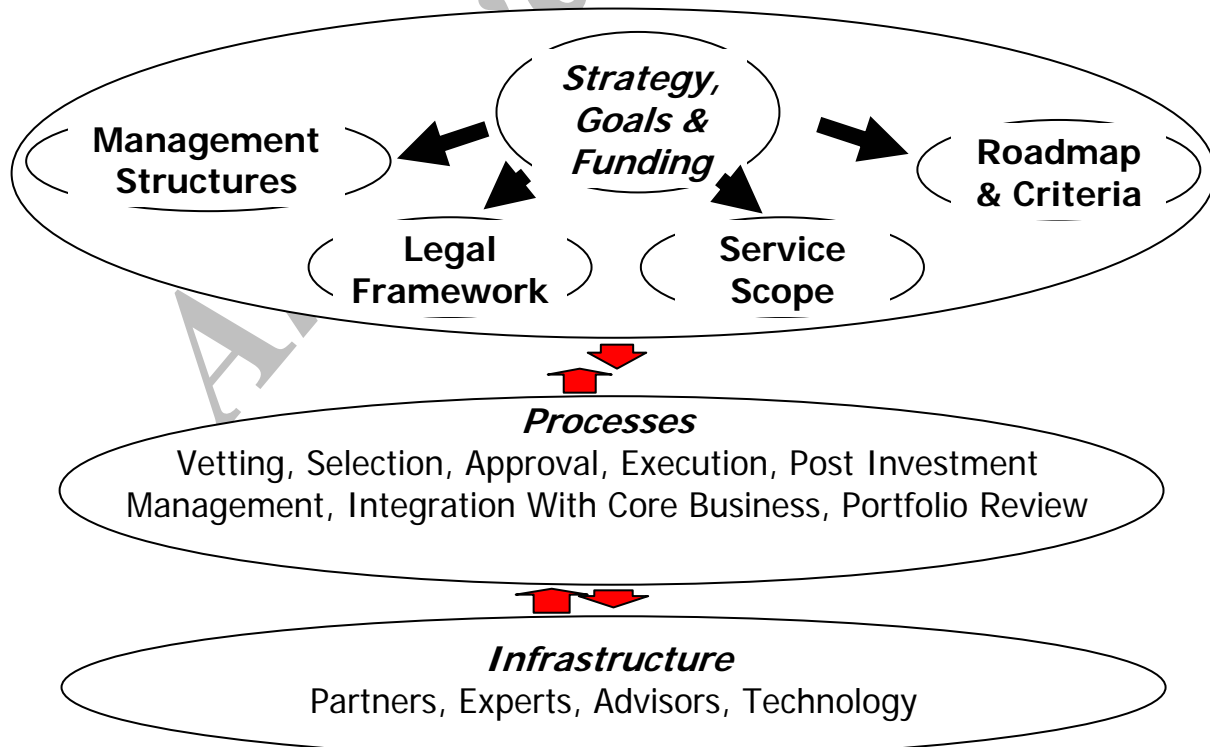 Strategy,
Goals &
Funding
Management
Structures
Roadmap
& Criteria
Legal
Framework
Service
Scope
Processes
Vetting, Selection, Approval, Execution, Post Investment
Management, Integration With Core Business, Portfolio Review
Infrastructure
Partners, Experts, Advisors, Technology